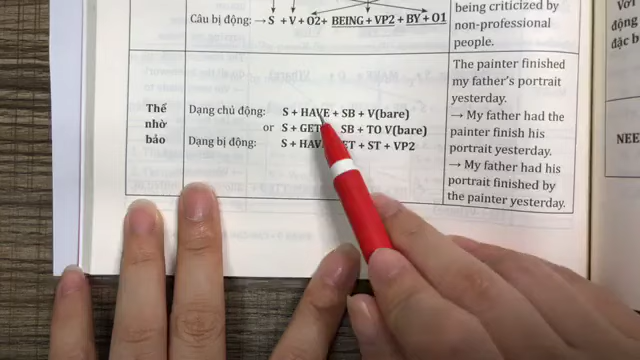 Câu bị động: → S + V + O2+ BEING + VP2 + BY + O1
being criticized by
non-professional
people.
Thể
nhờ
bảo
Dạng chủ động: S + HAVE + SB + V(bare)
or S + GET SB + TO V(bare)
Dạng bị động: S + + ST + VP2
The painter finished
my father's portrait
yesterday.
→ My father had the
painter finish his
portrait yesterday.
→ My father had his
portrait finished by
the painter yesterday.
Với
động
đặc b
NEE